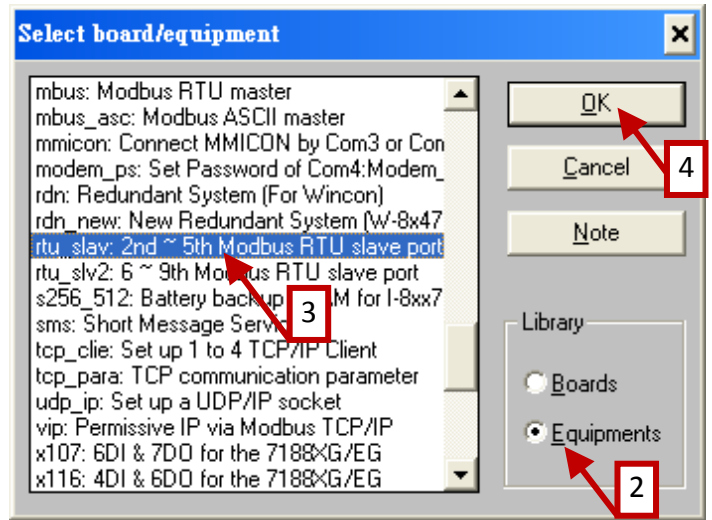 Select board/equipment
mbus: Modbus RTU master
mbus_asc: Modbus ASCII master
mmicon: Connect MMICON by Com3 or Con
modem_ps: Set Password of Com4:Modem_
rdn: Redundant System (For Wincon)
rdn_new: New Redundant System (W-8x47
rtu_slav: 2nd ~ 5th Modbus RTU slave port
rtu_slv2: 6 ~ 9th Modbus RTU slave port
s256_512: Battery backup AM for I-8xx7
sms: Short Message Servi
tcp_clie: Set up 1 to 4 TCP/IP Client
tcp_para: TCP communication parameter
udp_ip: Set up a UDP/IP socket
vip: Permissive IP via Modbus TCP/IP
x107: 6DI & 7DO for the 7188XG/EG
x116: 4DI & 6DO for the 7188XG/EG
3
OK
4
Cancel
Note
Library
Boards
Equipments
2